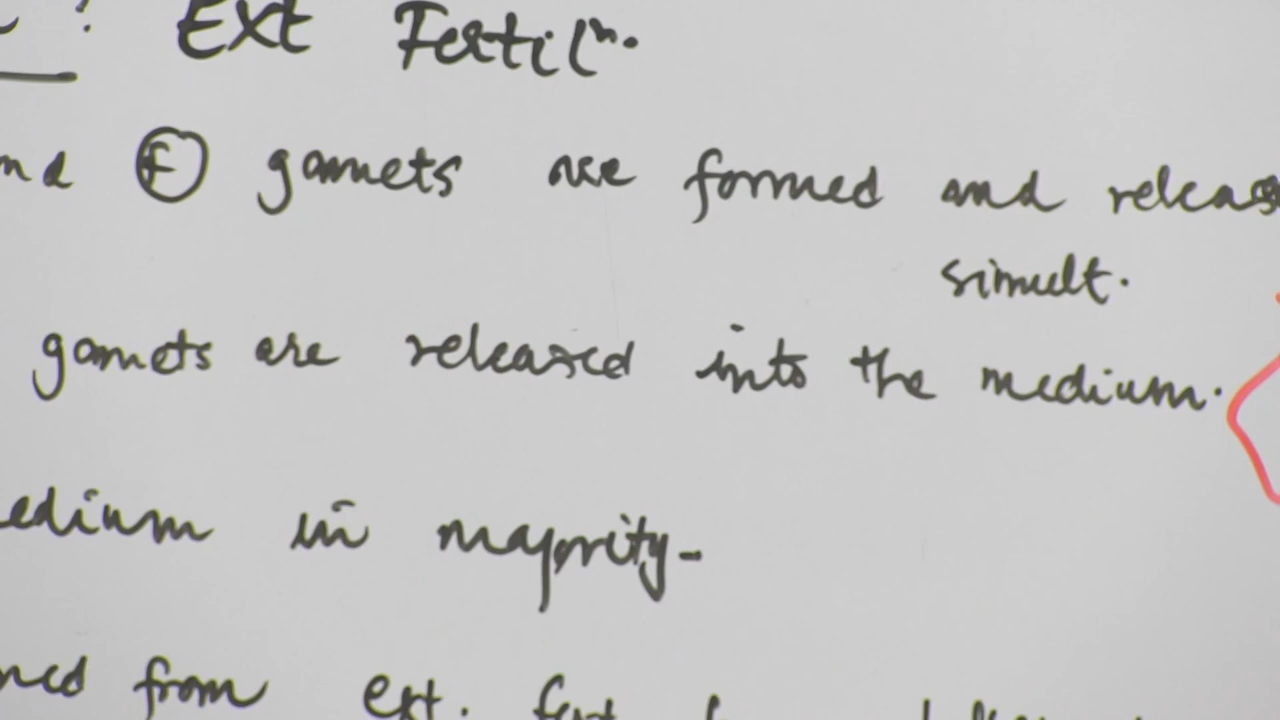 ? Ext Fertiln.
nd F gamets are formed and releas
simult.
gamets are released into the medium.
edium in majority-
ned from ext.